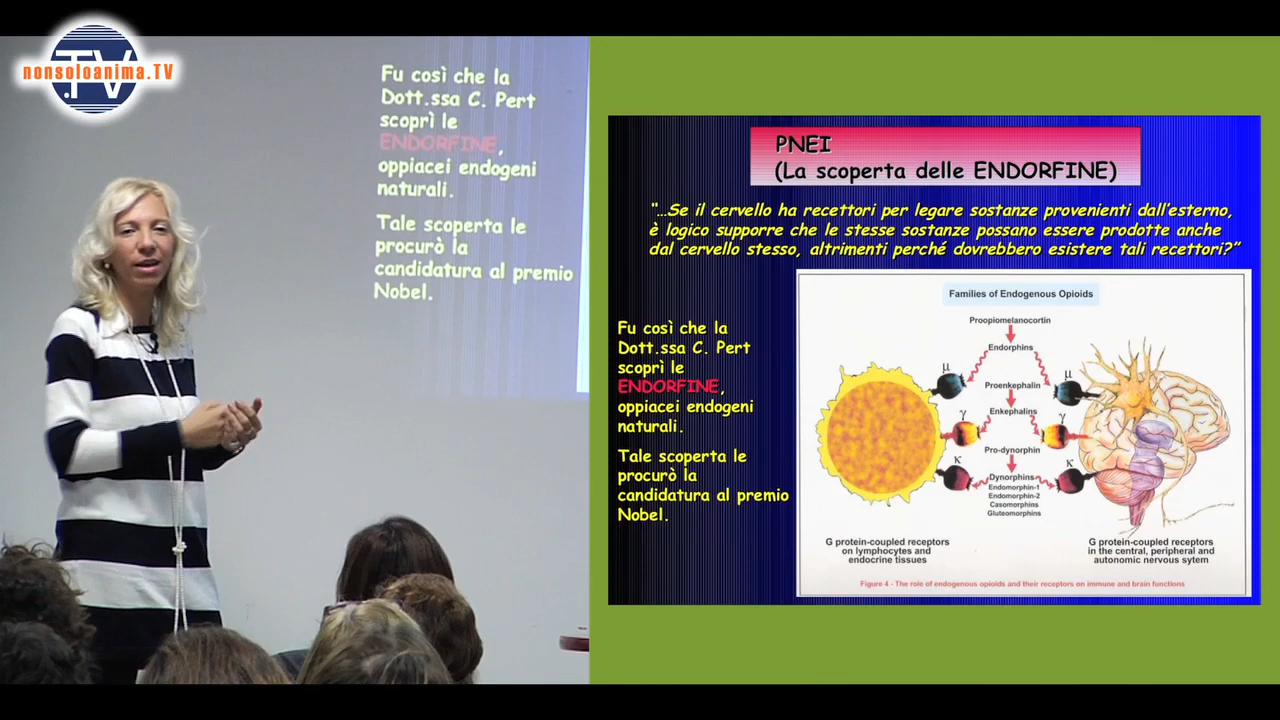 .TV
nonsoloanima.TV
Fu così che la
Dott.ssa C. Pert
scoprì le
ENDORFINE,
oppiacei endogeni
naturali.
Tale scoperta le
procurò la
candidatura al premio
Nobel.
PNEI
(La scoperta delle ENDORFINE)
"...Se il cervello ha recettori per legare sostanze provenienti dall'esterno,
è logico supporre che le stesse sostanze possano essere prodotte anche
dal cervello stesso, altrimenti perché dovrebbero esistere tali recettori?"
Fu così che la
Dott.ssa C. Pert
scoprì le
ENDORFINE,
oppiacei endogeni
naturali.
Tale scoperta le
procurò la
candidatura al premio
Nobel.
Families of Endogenous Opioids
Proopiomelanocortin
Endorphins
μ
μ
Proenkephalin
Enkephalins
γ
γ
Pro-dynorphin
κ
κ
Dynorphins
Endomorphin-1
Endomorphin-2
Casomorphins
Gluteomorphins
G protein-coupled receptors
on lymphocytes and
endocrine tissues
G protein-coupled receptors
in the central, peripheral and
autonomic nervous sytem
Figure 4 - The role of endogenous opioids and their receptors on immune and brain functions